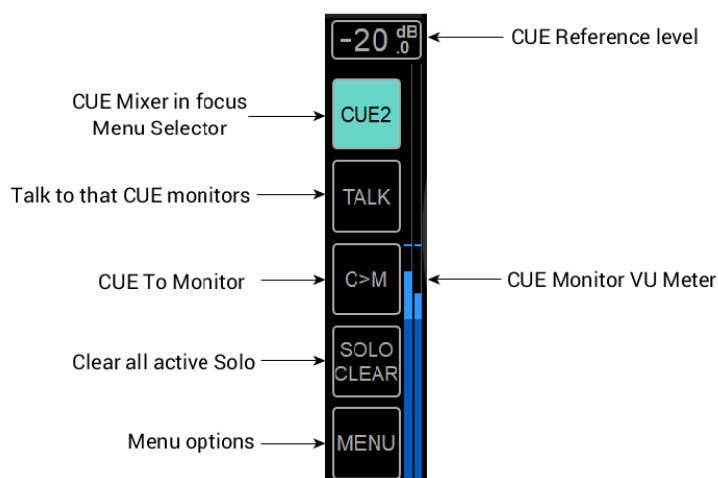 -20 dB .0
CUE Reference level
CUE Mixer in focus
Menu Selector
CUE2
Talk to that CUE monitors
TALK
CUE To Monitor
C>M
CUE Monitor VU Meter
Clear all active Solo
SOLO
CLEAR
Menu options
MENU